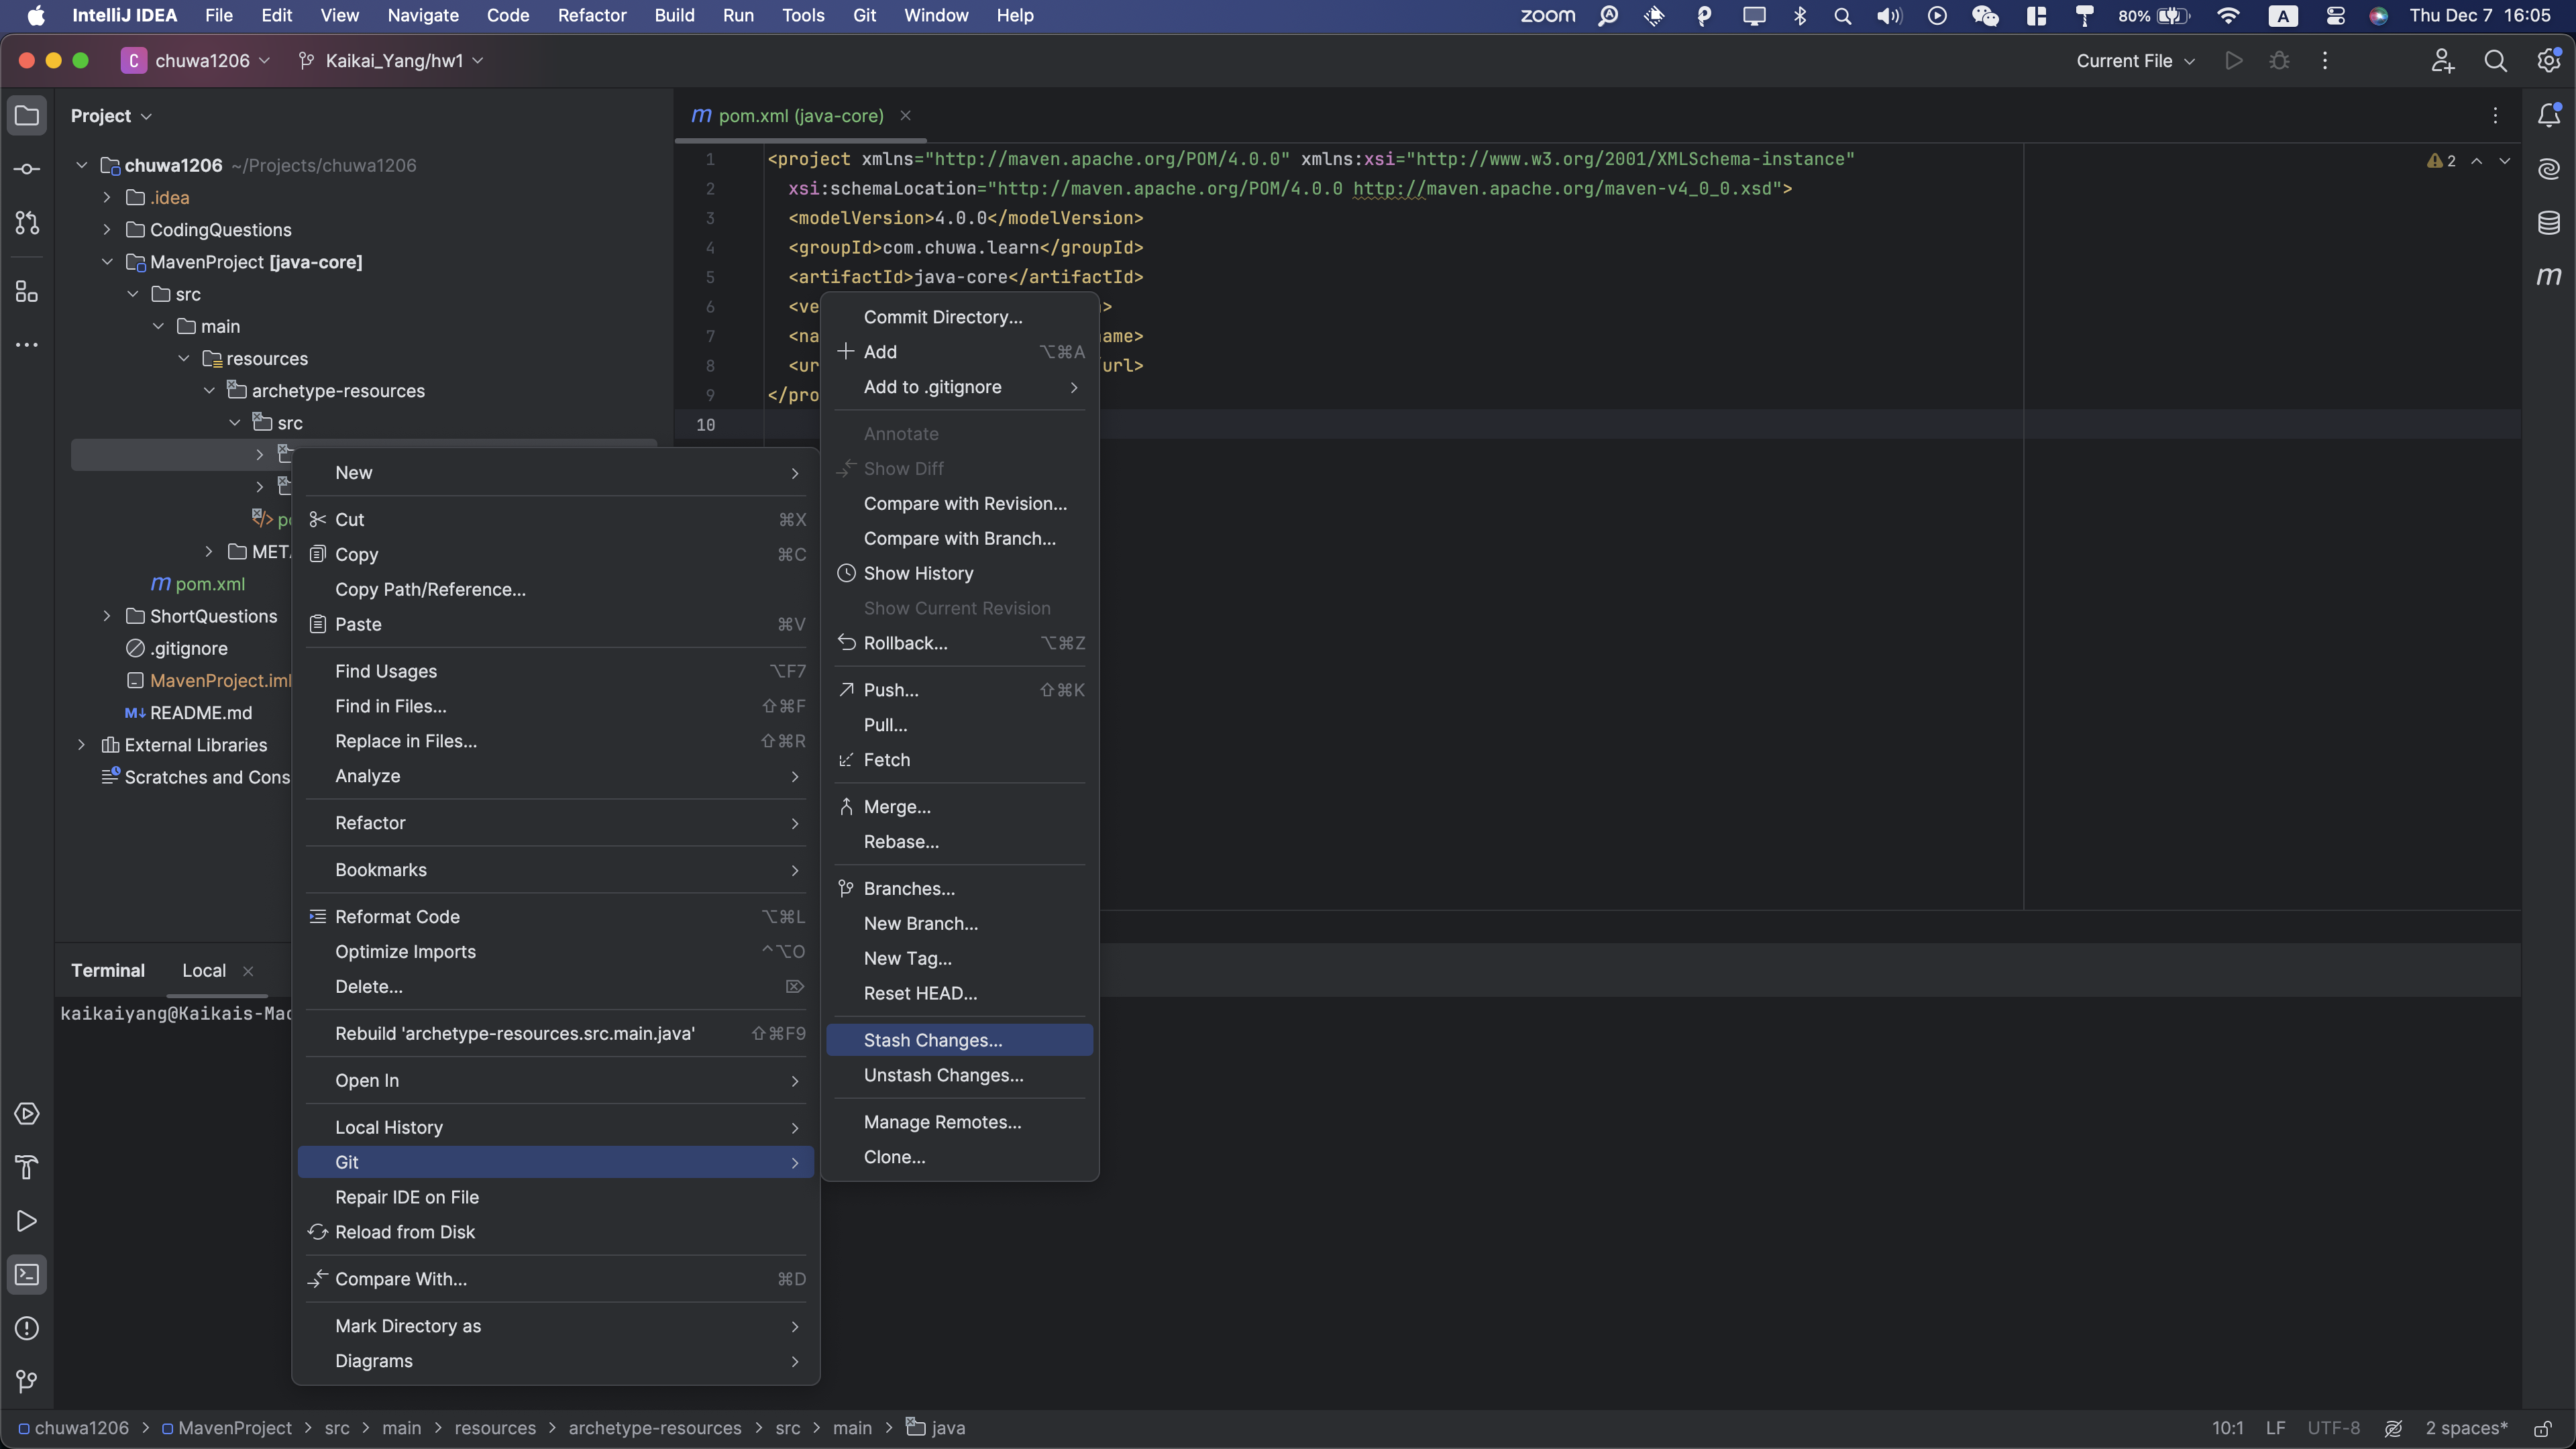 IntelliJ IDEA File Edit View Navigate Code Refactor Build Run Tools Git Window Help zoom 80% A Thu Dec 7 16:05
C chuwa1206 Kaikai_Yang/hw1 Current File
Project
chuwa1206 ~/Projects/chuwa1206
.idea
CodingQuestions
MavenProject [java-core]
src
main
resources
archetype-resources
src
META
pom.xml
ShortQuestions
.gitignore
MavenProject.iml
README.md
External Libraries
Scratches and Cons
pom.xml (java-core)
1 <project xmlns="http://maven.apache.org/POM/4.0.0" xmlns:xsi="http://www.w3.org/2001/XMLSchema-instance"
2 xsi:schemaLocation="http://maven.apache.org/POM/4.0.0 http://maven.apache.org/maven-v4_0_0.xsd">
3 <modelVersion>4.0.0</modelVersion>
4 <groupId>com.chuwa.learn</groupId>
5 <artifactId>java-core</artifactId>
6 <ve >
7 <na ame>
8 <ur url>
9 </pro
10
2
New
Cut ⌘X
Copy ⌘C
Copy Path/Reference...
Paste ⌘V
Find Usages ⌥F7
Find in Files... ⇧⌘F
Replace in Files... ⇧⌘R
Analyze
Refactor
Bookmarks
Reformat Code ⌥⌘L
Optimize Imports ^⌥O
Delete... ⌦
Rebuild 'archetype-resources.src.main.java' ⇧⌘F9
Open In
Local History
Git
Repair IDE on File
Reload from Disk
Compare With... ⌘D
Mark Directory as
Diagrams
Commit Directory...
Add ⌥⌘A
Add to .gitignore
Annotate
Show Diff
Compare with Revision...
Compare with Branch...
Show History
Show Current Revision
Rollback... ⌥⌘Z
Push... ⇧⌘K
Pull...
Fetch
Merge...
Rebase...
Branches...
New Branch...
New Tag...
Reset HEAD...
Stash Changes...
Unstash Changes...
Manage Remotes...
Clone...
Terminal Local
kaikaiyang@Kaikais-Mac
chuwa1206 > MavenProject > src > main > resources > archetype-resources > src > main > java 10:1 LF UTF-8 2 spaces*